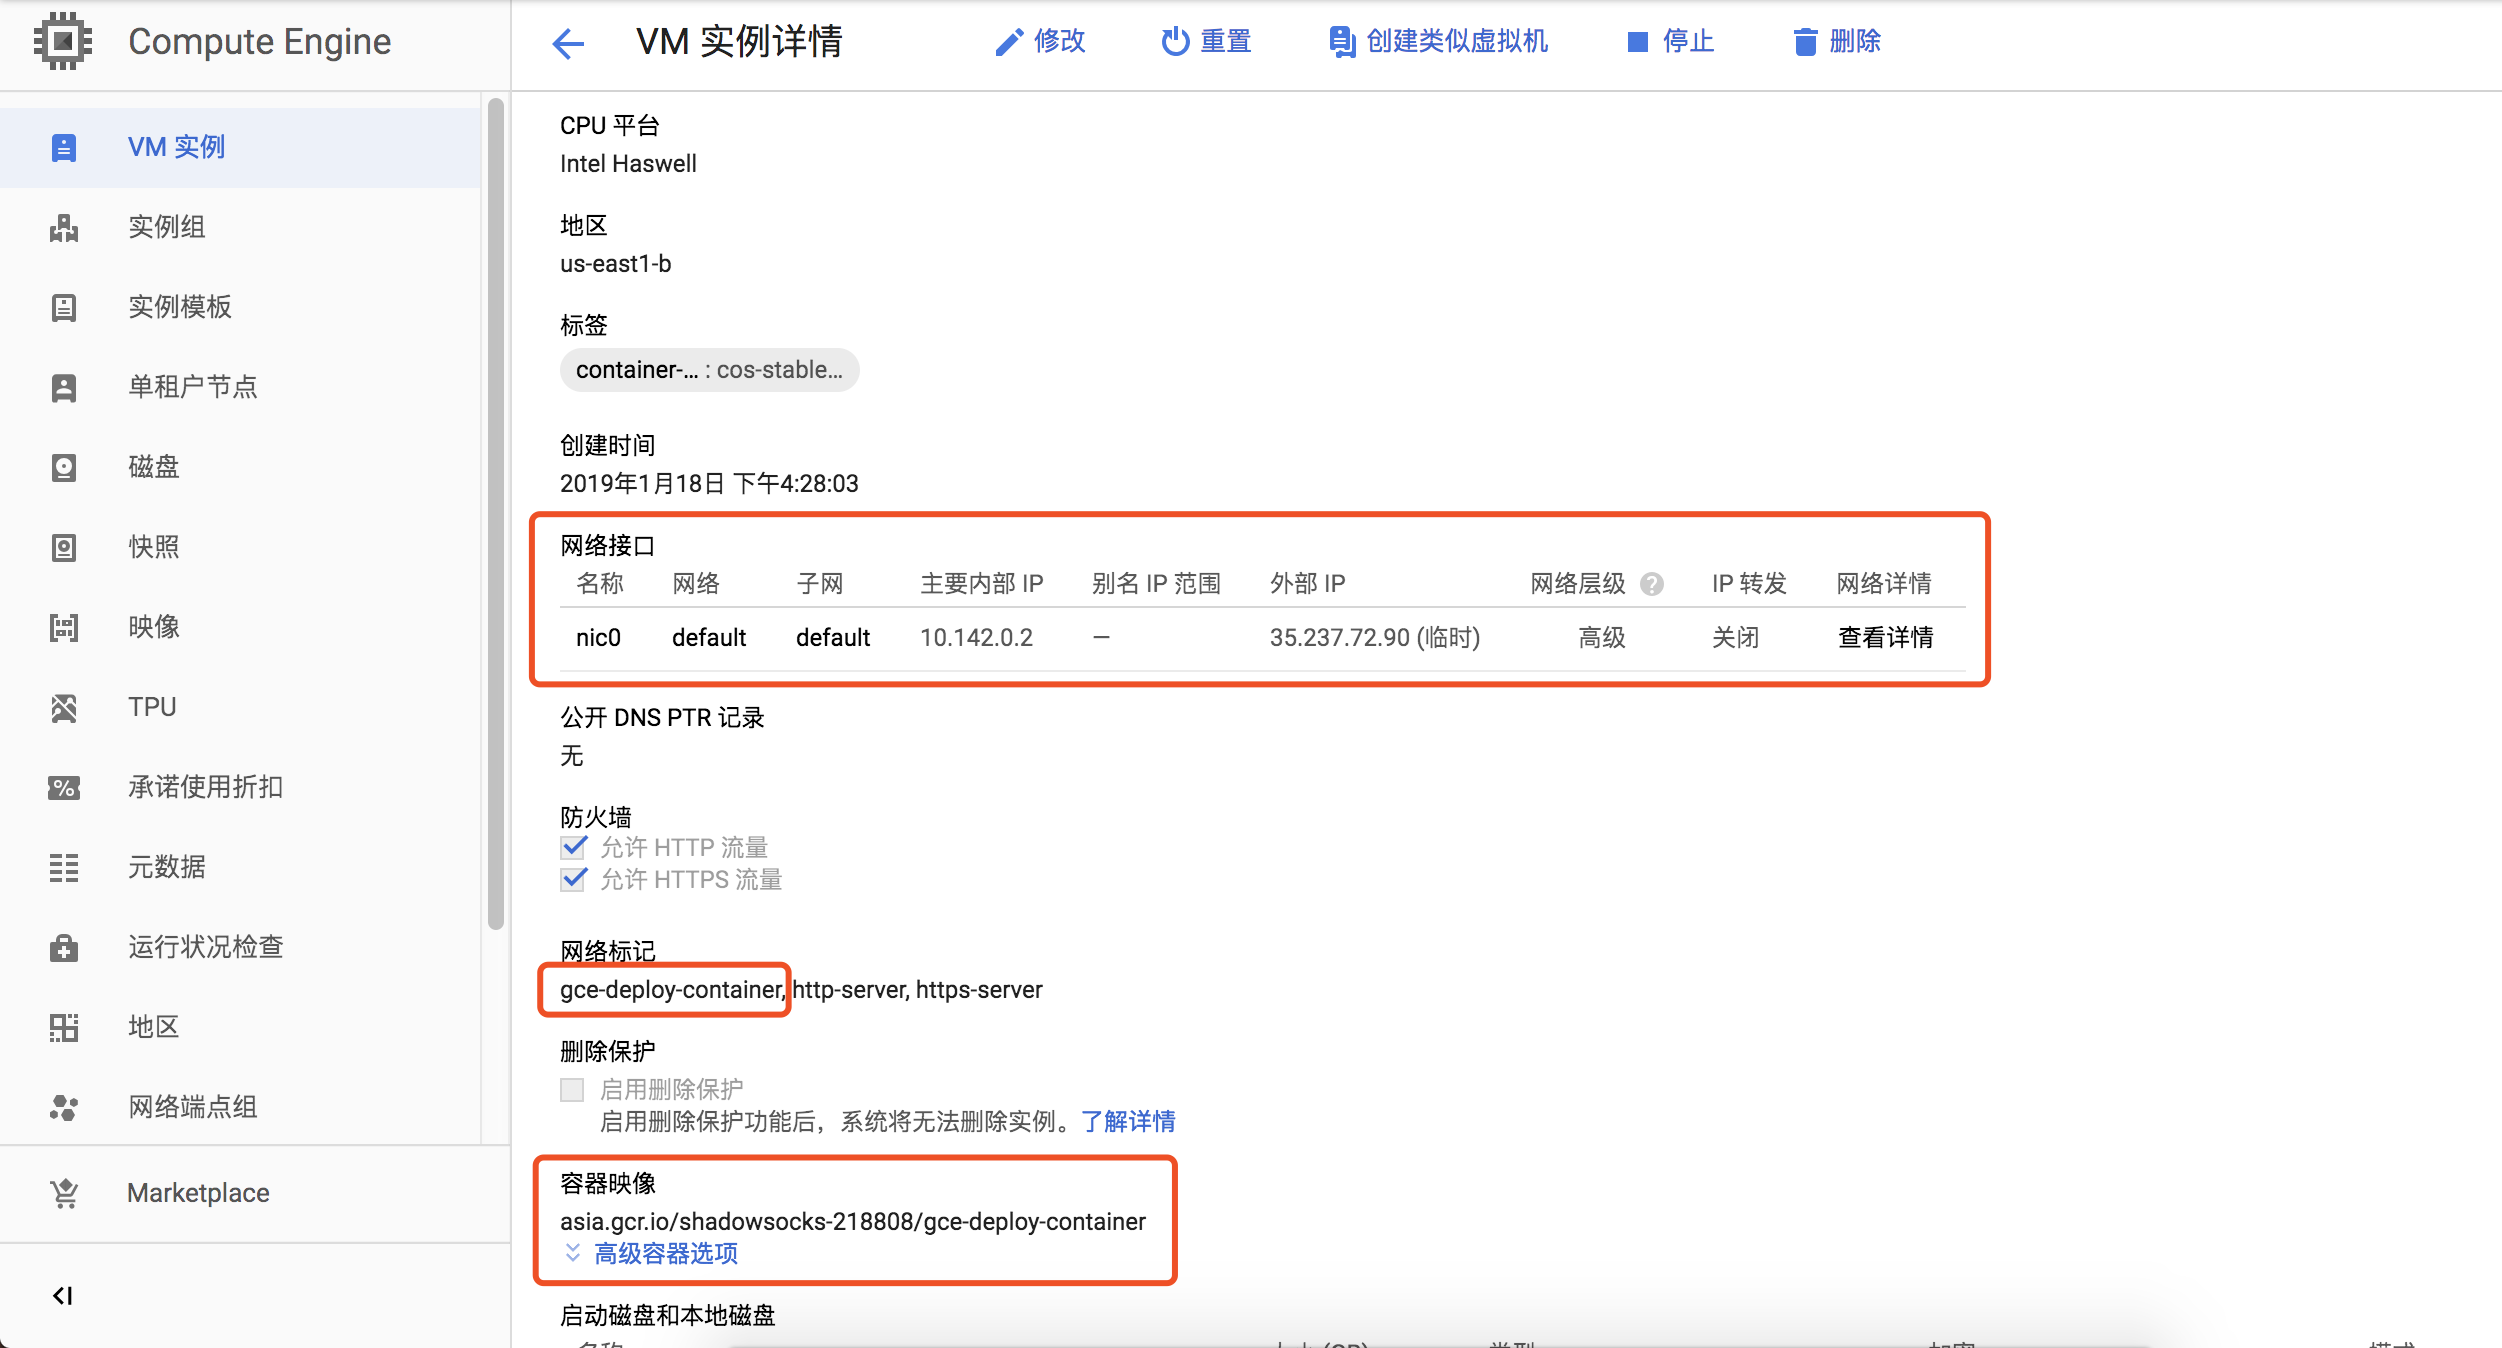 Compute Engine
VM 实例详情
修改
重置
创建类似虚拟机
停止
删除
VM 实例
实例组
实例模板
单租户节点
磁盘
快照
映像
TPU
承诺使用折扣
元数据
运行状况检查
地区
网络端点组
Marketplace
CPU 平台
Intel Haswell
地区
us-east1-b
标签
container-... : cos-stable...
创建时间
2019年1月18日 下午4:28:03
网络接口
名称 网络 子网 主要内部 IP 别名 IP 范围 外部 IP 网络层级 ? IP 转发 网络详情
nic0 default default 10.142.0.2 — 35.237.72.90 (临时) 高级 关闭 查看详情
公开 DNS PTR 记录
无
防火墙
允许 HTTP 流量
允许 HTTPS 流量
网络标记
gce-deploy-container, http-server, https-server
删除保护
启用删除保护
启用删除保护功能后，系统将无法删除实例。了解详情
容器映像
asia.gcr.io/shadowsocks-218808/gce-deploy-container
高级容器选项
启动磁盘和本地磁盘